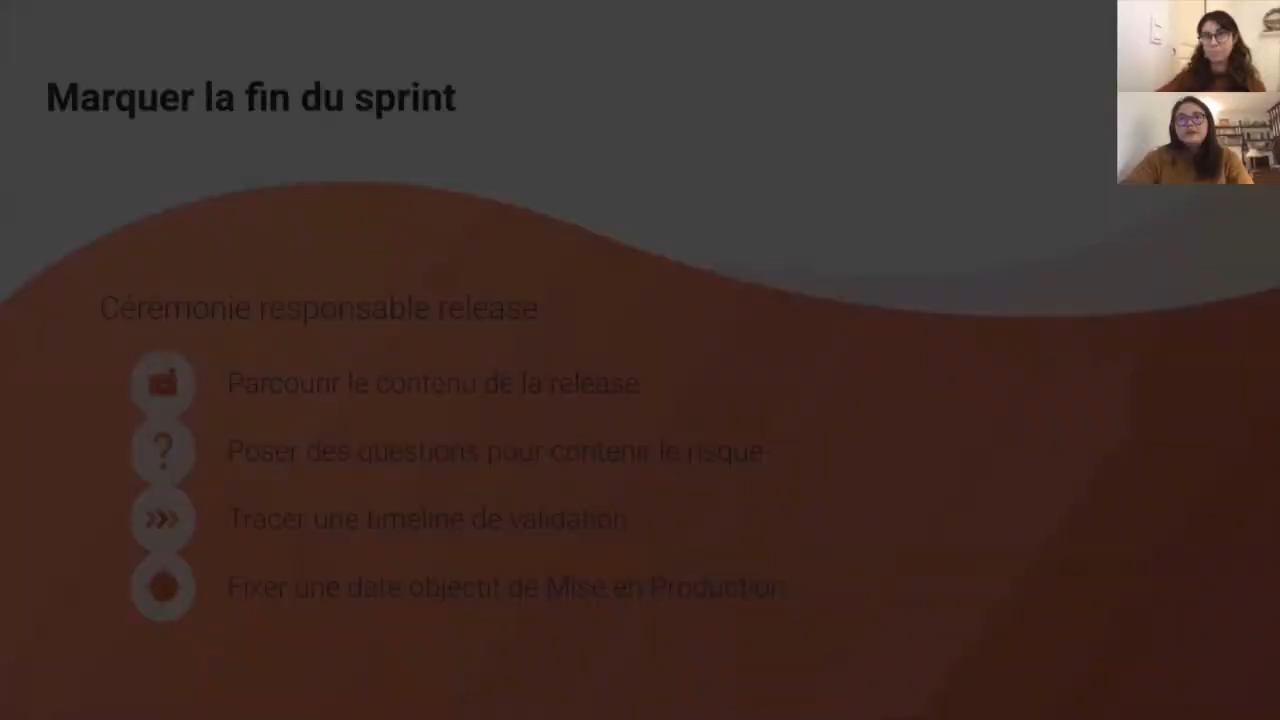 Marquer la fin du sprint
Céremonie responsable release
Parcourir le contenu de la release
Poser des questions pour contenir le risque
Tracer une timeline de validation
Fixer une date objectif de Mise en Production